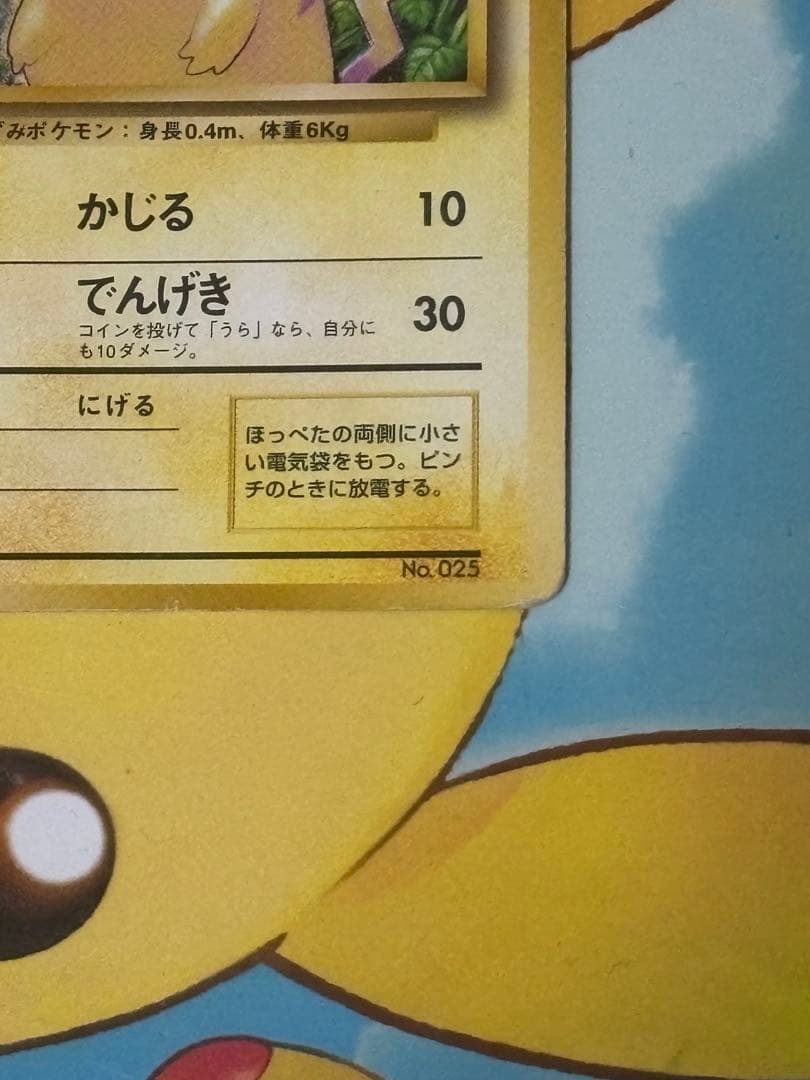 みポケモン：身長0.4m、体重6Kg
かじる 10
でんげき 30
コインを投げて「うら」なら、自分に
も10ダメージ。
にげる
ほっぺたの両側に小さ
い電気袋をもつ。ピン
チのときに放電する。
No.025